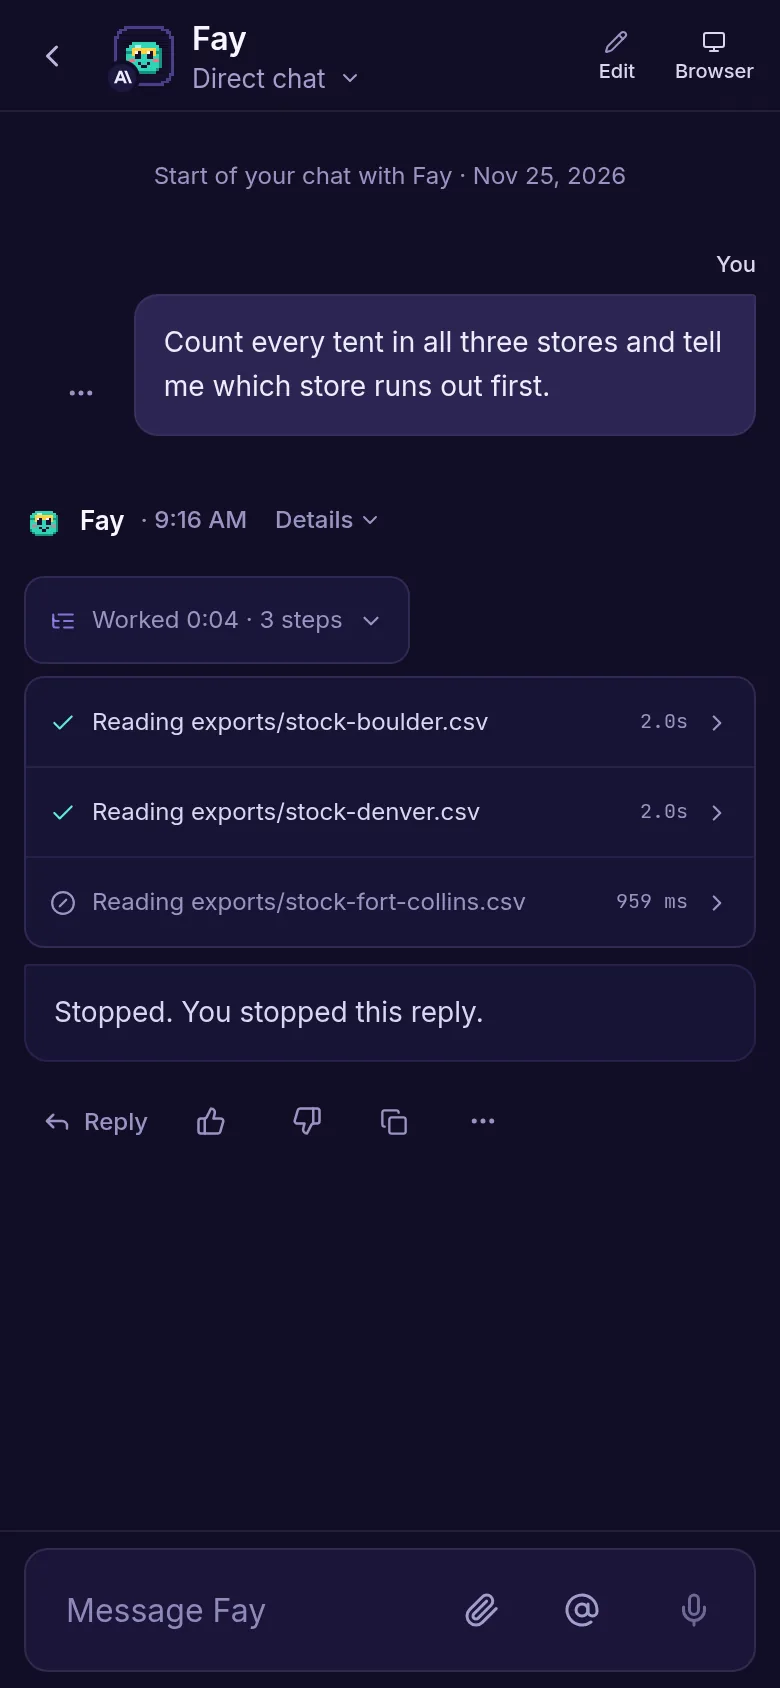 Fay
Direct chat
Edit
Browser
Start of your chat with Fay · Nov 25, 2026
You
Count every tent in all three stores and tell
me which store runs out first.
Fay · 9:16 AM Details
Worked 0:04 · 3 steps
Reading exports/stock-boulder.csv 2.0s
Reading exports/stock-denver.csv 2.0s
Reading exports/stock-fort-collins.csv 959 ms
Stopped. You stopped this reply.
Reply
Message Fay